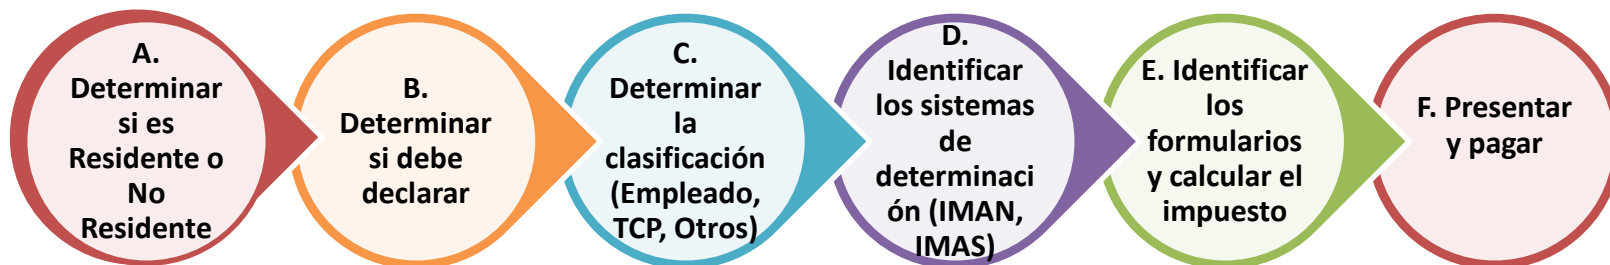 A.
Determinar
si es
Residente o
No
Residente
B.
Determinar
si debe
declarar
C.
Determinar
la
clasificación
(Empleado,
TCP, Otros)
D.
Identificar
los sistemas
de
determinaci
ón (IMAN,
IMAS)
E. Identificar
los
formularios
y calcular el
impuesto
F. Presentar
y pagar